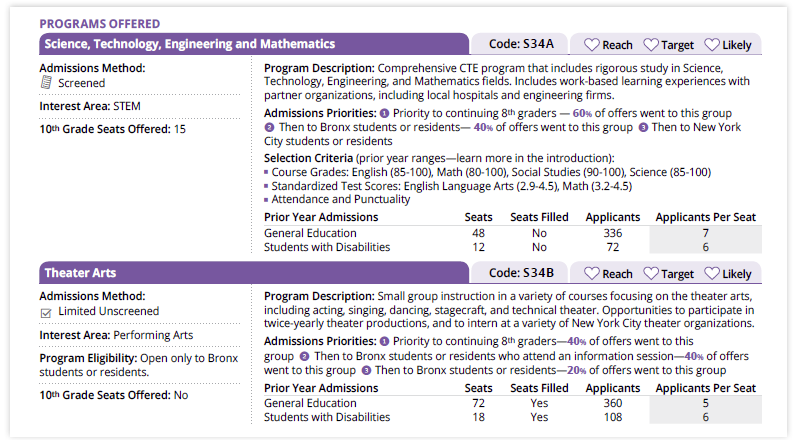 PROGRAMS OFFERED
Science, Technology, Engineering and Mathematics
Code: S34A
Reach Target Likely
Admissions Method:
Screened
Interest Area: STEM
10th Grade Seats Offered: 15
Program Description: Comprehensive CTE program that includes rigorous study in Science,
Technology, Engineering, and Mathematics fields. Includes work-based learning experiences with
partner organizations, including local hospitals and engineering firms.
Admissions Priorities: 1 Priority to continuing 8th graders — 60% of offers went to this group
2 Then to Bronx students or residents— 40% of offers went to this group 3 Then to New York
City students or residents
Selection Criteria (prior year ranges—learn more in the introduction):
▪ Course Grades: English (85-100), Math (80-100), Social Studies (90-100), Science (85-100)
▪ Standardized Test Scores: English Language Arts (2.9-4.5), Math (3.2-4.5)
▪ Attendance and Punctuality
Prior Year Admissions Seats Seats Filled Applicants Applicants Per Seat
General Education 48 No 336 7
Students with Disabilities 12 No 72 6
Theater Arts
Code: S34B
Reach Target Likely
Admissions Method:
Limited Unscreened
Interest Area: Performing Arts
Program Eligibility: Open only to Bronx
students or residents.
10th Grade Seats Offered: No
Program Description: Small group instruction in a variety of courses focusing on the theater arts,
including acting, singing, dancing, stagecraft, and technical theater. Opportunities to participate in
twice-yearly theater productions, and to intern at a variety of New York City theater organizations.
Admissions Priorities: 1 Priority to continuing 8th graders—40% of offers went to this
group 2 Then to Bronx students or residents who attend an information session—40% of offers
went to this group 3 Then to Bronx students or residents—20% of offers went to this group
Prior Year Admissions Seats Seats Filled Applicants Applicants Per Seat
General Education 72 Yes 360 5
Students with Disabilities 18 Yes 108 6